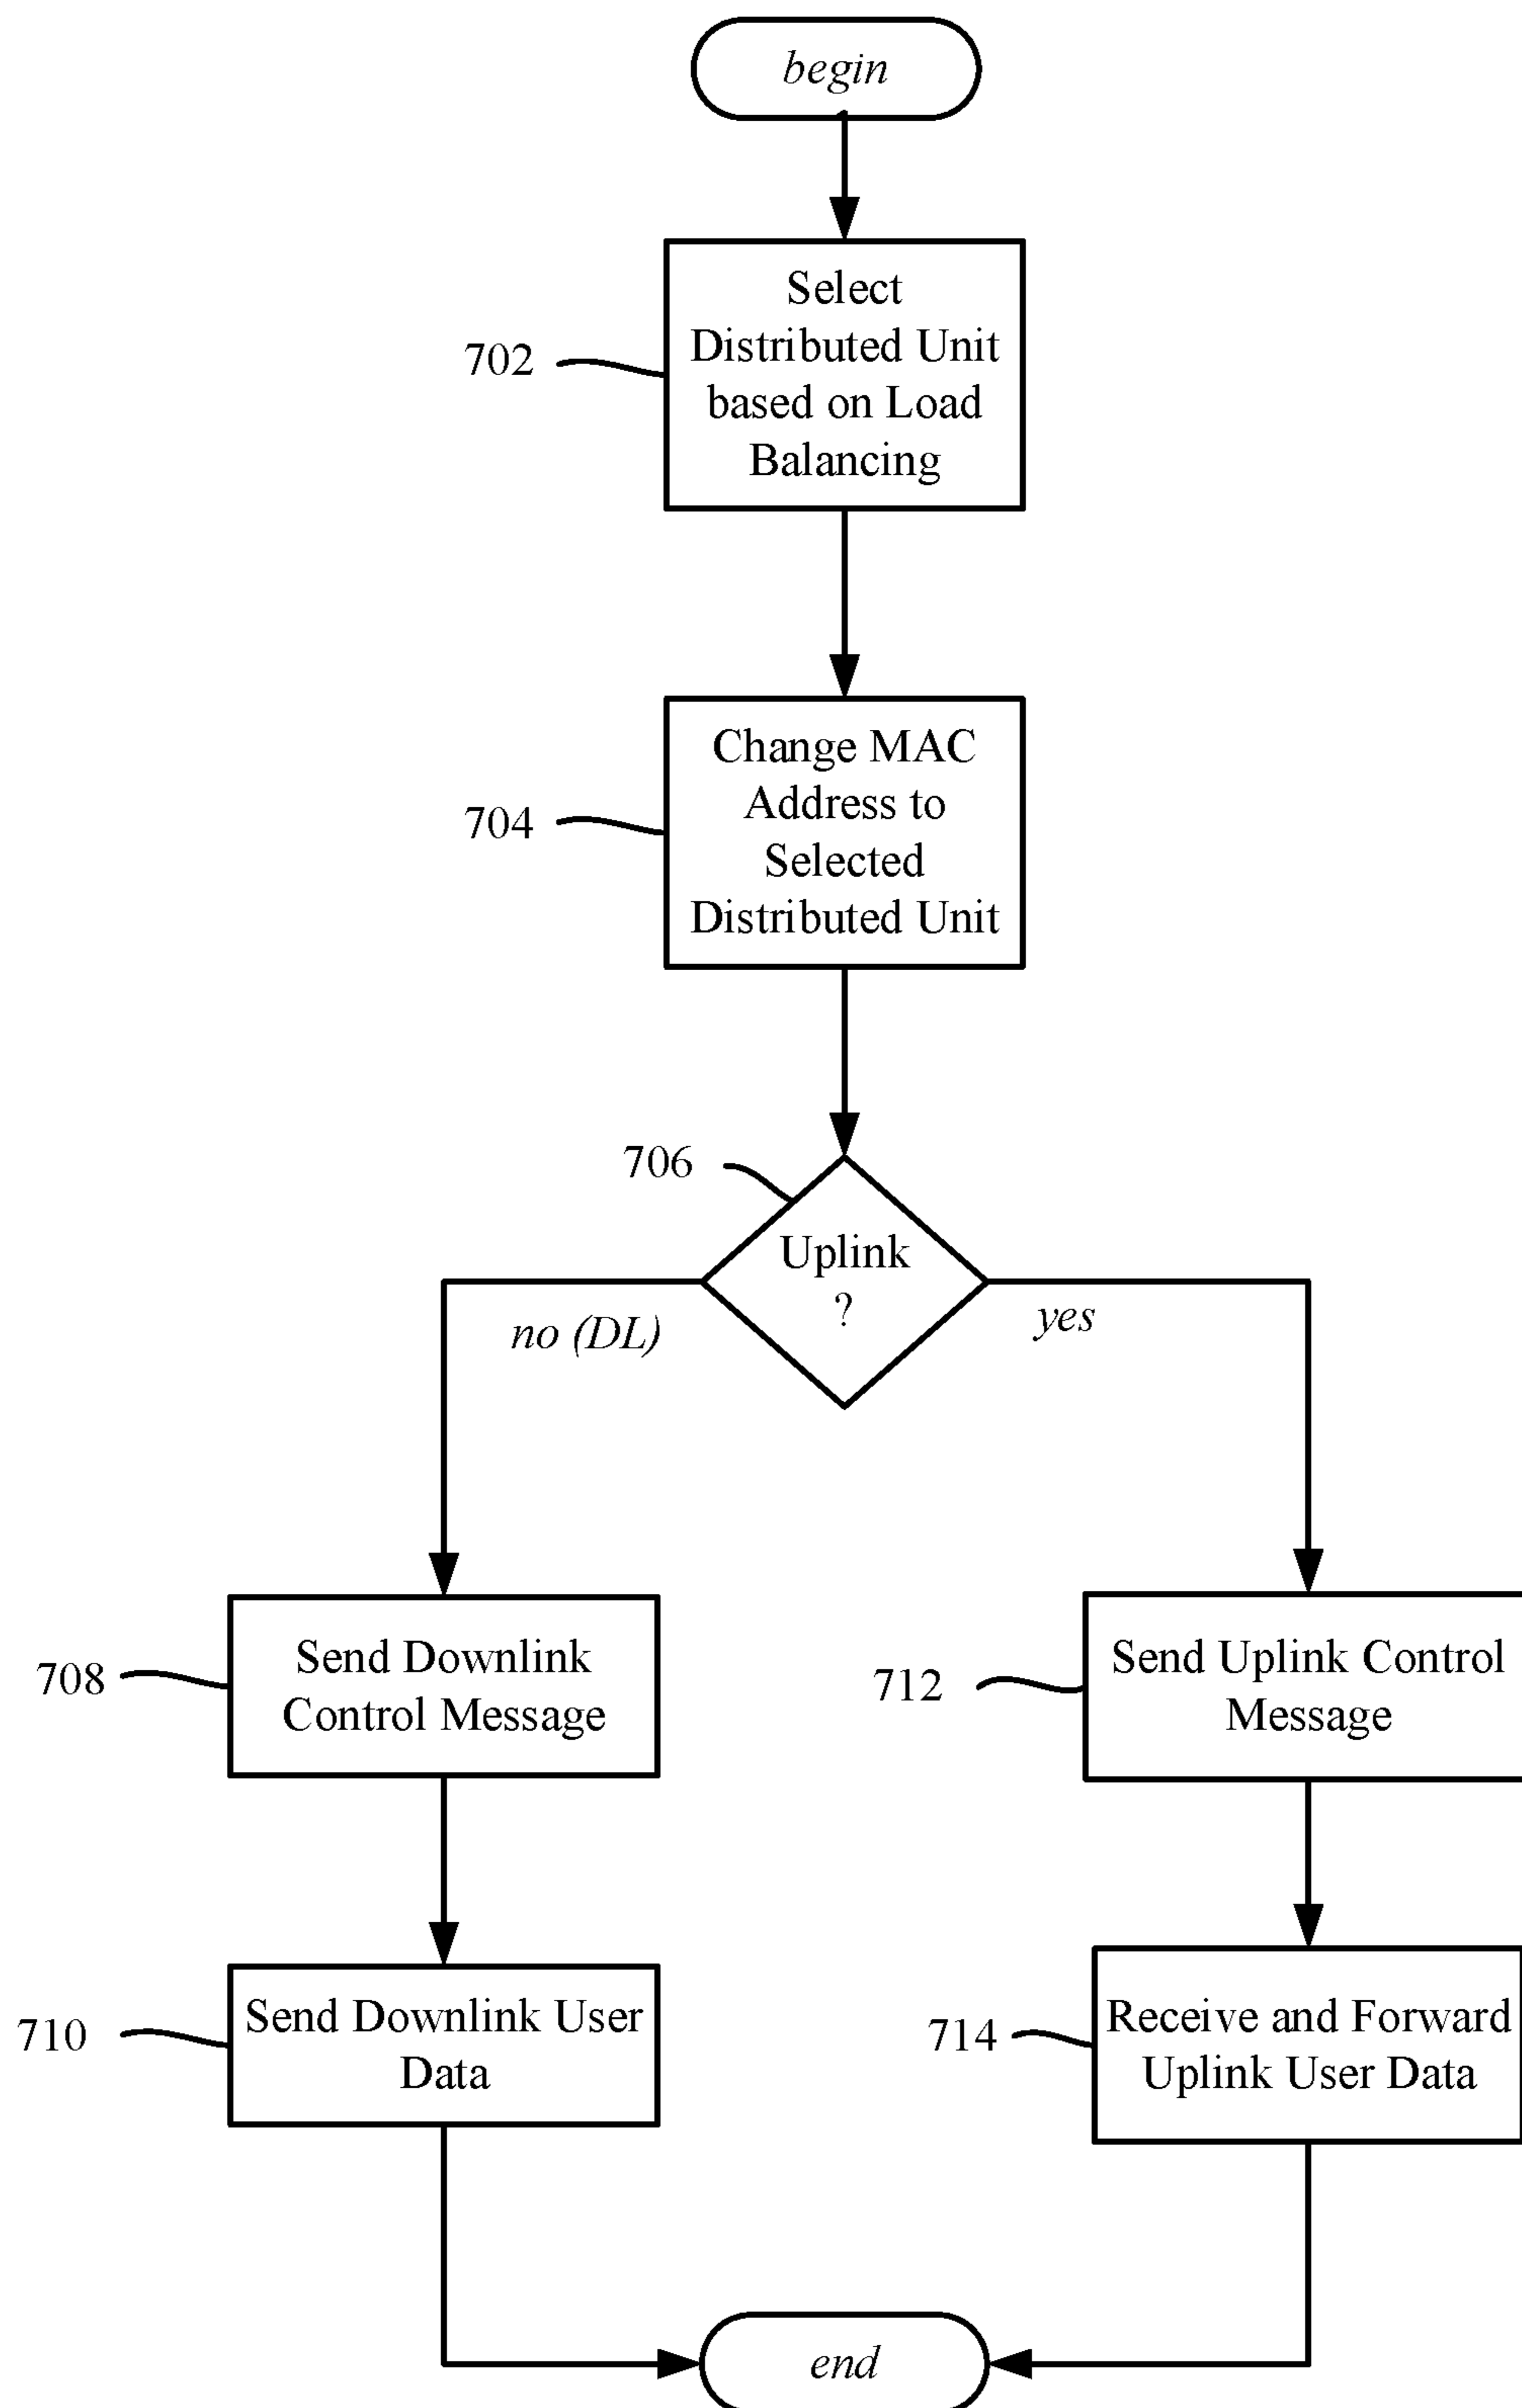 begin
Select
Distributed Unit
based on Load
Balancing
702
Change MAC
Address to
Selected
Distributed Unit
704
706
Uplink
?
no (DL)
yes
708
Send Downlink
Control Message
712
Send Uplink Control
Message
710
Send Downlink User
Data
714
Receive and Forward
Uplink User Data
end